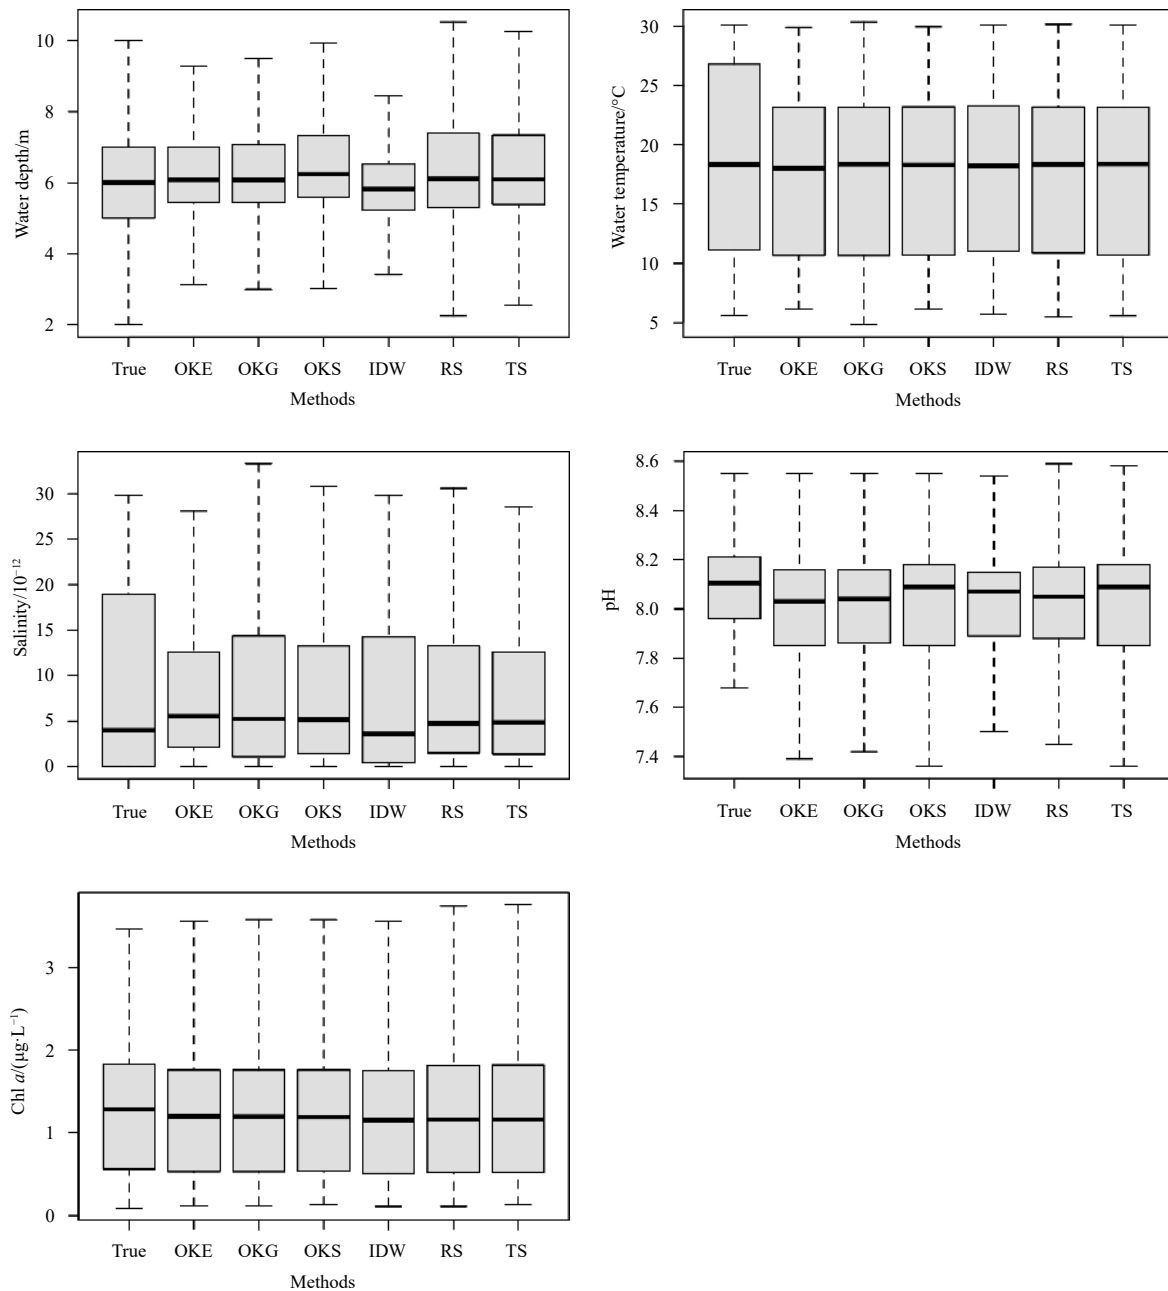 Water depth/m
10
8
6
4
2
True OKE OKG OKS IDW RS TS
Methods
Water temperature/°C
30
25
20
15
10
5
True OKE OKG OKS IDW RS TS
Methods
Salinity/10⁻¹²
30
25
20
15
10
5
0
True OKE OKG OKS IDW RS TS
Methods
pH
8.6
8.4
8.2
8.0
7.8
7.6
7.4
True OKE OKG OKS IDW RS TS
Methods
Chl a/(μg·L⁻¹)
3
2
1
0
True OKE OKG OKS IDW RS TS
Methods